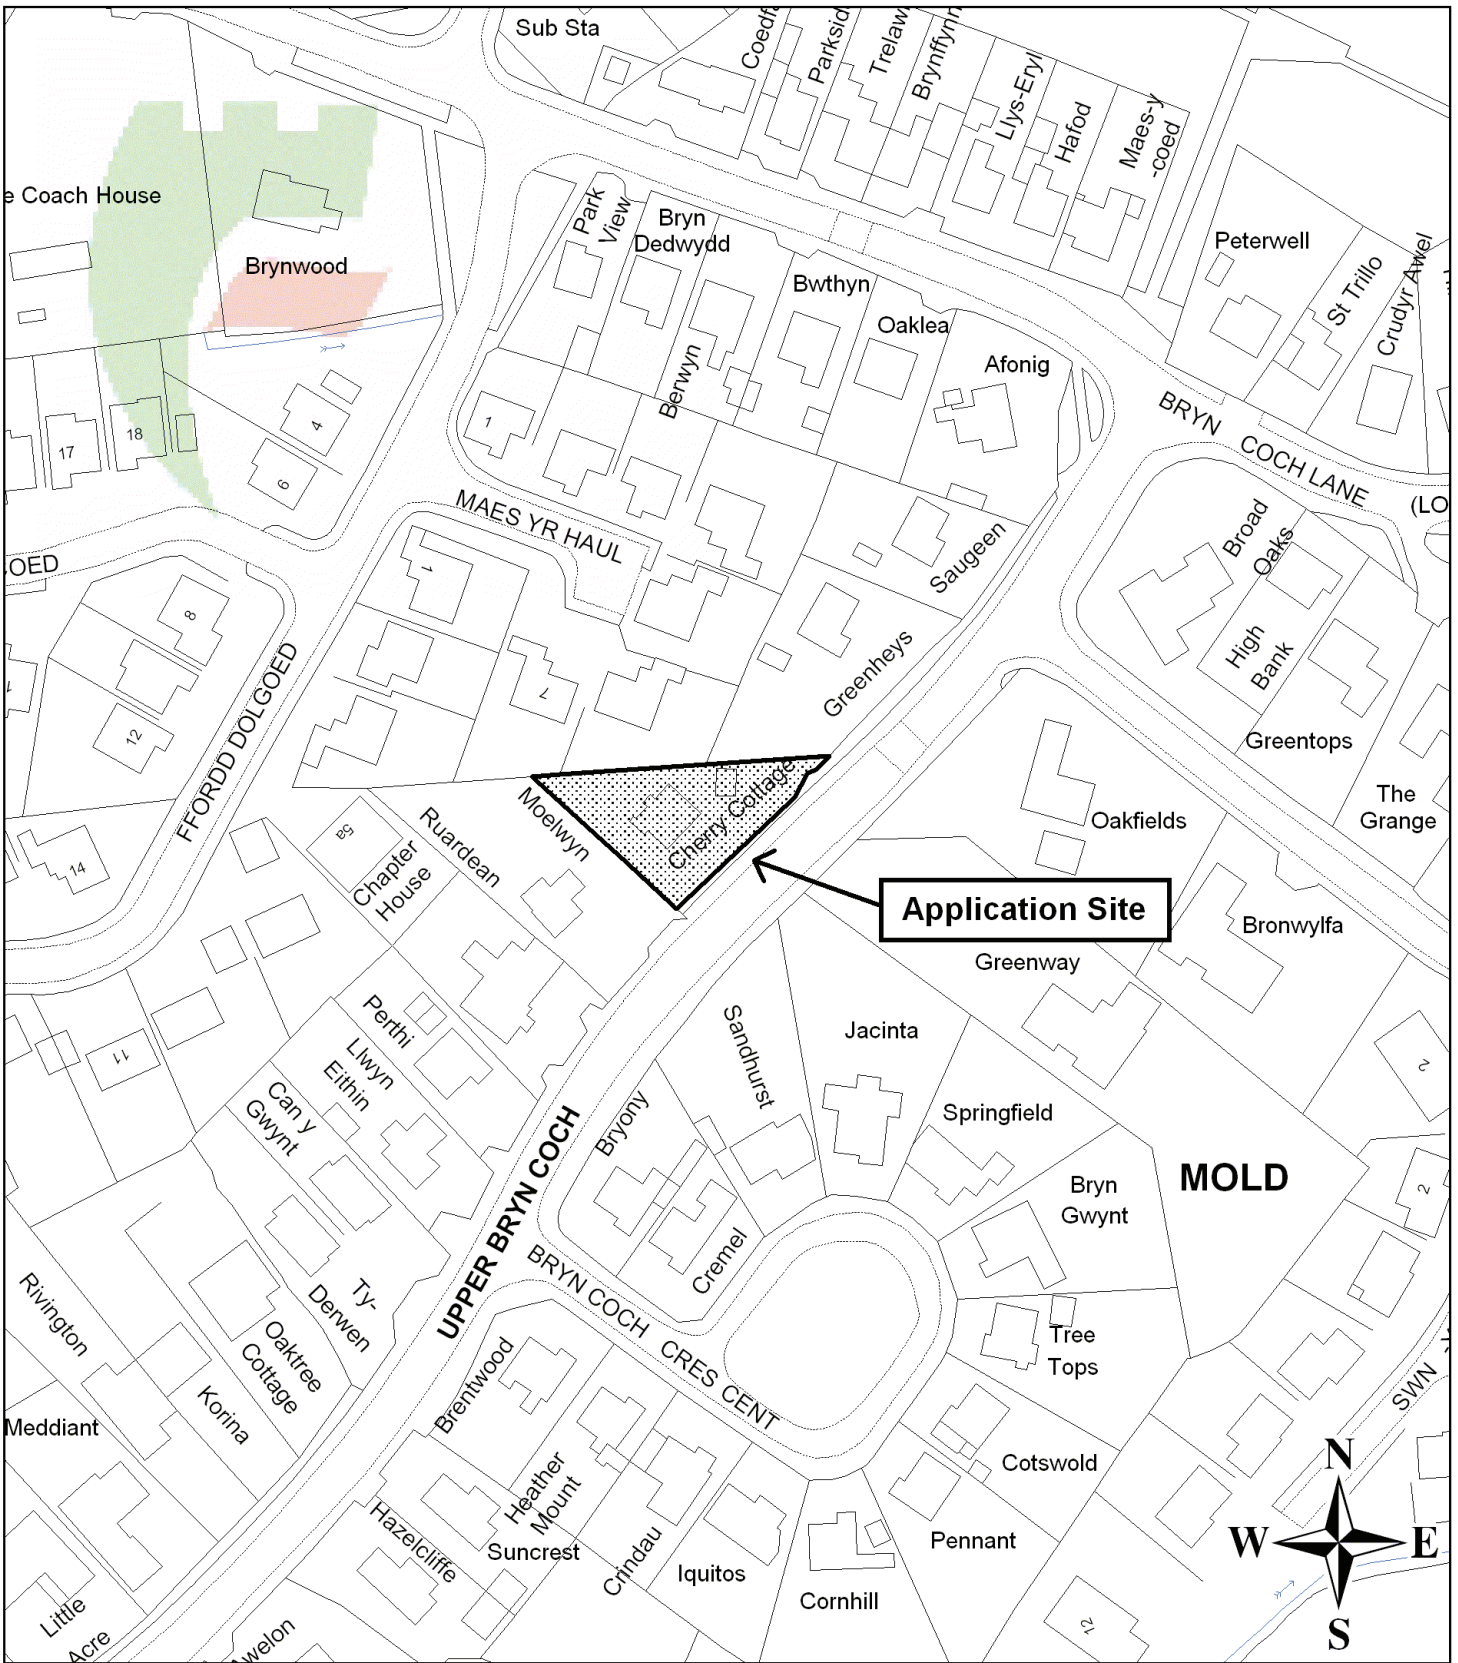 Sub Sta
Parkside
Llys-Eryl
Hafod
Maes-y
-coed
e Coach House
Park
View
Bryn
Dedwydd
Peterwell
St Trillo
Crudyr Awel
Brynwood
Bwthyn
Oaklea
Berwyn
Afonig
BRYN COCH LANE
(LO
17
18
4
6
1
MAES YR HAUL
Saugeen
Broad
Oaks
OED
1
8
High
Bank
Greenheys
FFORDD DOLGOED
7
12
Greentops
The
Grange
Cherry Cottage
Moelwyn
Ruardean
Oakfields
5a
Chapter
House
14
Application Site
Bronwylfa
Greenway
Perthi
Sandhurst
Jacinta
11
Llwyn
Eithin
2
Can y
Gwynt
Bryony
Springfield
MOLD
Bryn
Gwynt
2
UPPER BRYN COCH
Cremel
BRYN COCH CRES CENT
Ty-
Derwen
Rivington
Oaktree
Cottage
Tree
Tops
Korina
Brentwood
SWN
Meddiant
Cotswold
N
W
E
S
Heather
Mount
Hazelcliffe
Suncrest
Crindau
Iquitos
Pennant
Cornhill
Little
Acre
12